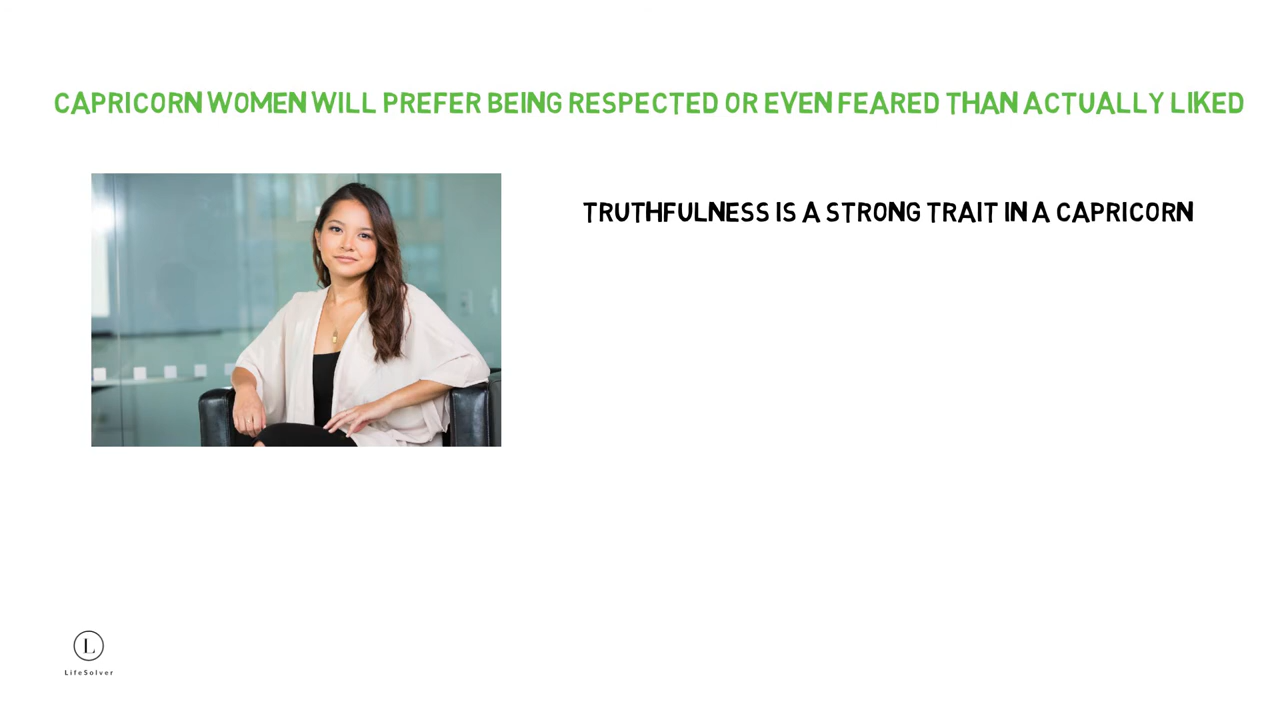 CAPRICORN WOMEN WILL PREFER BEING RESPECTED OR EVEN FEARED THAN ACTUALLY LIKED
TRUTHFULNESS IS A STRONG TRAIT IN A CAPRICORN
L
LifeSolver